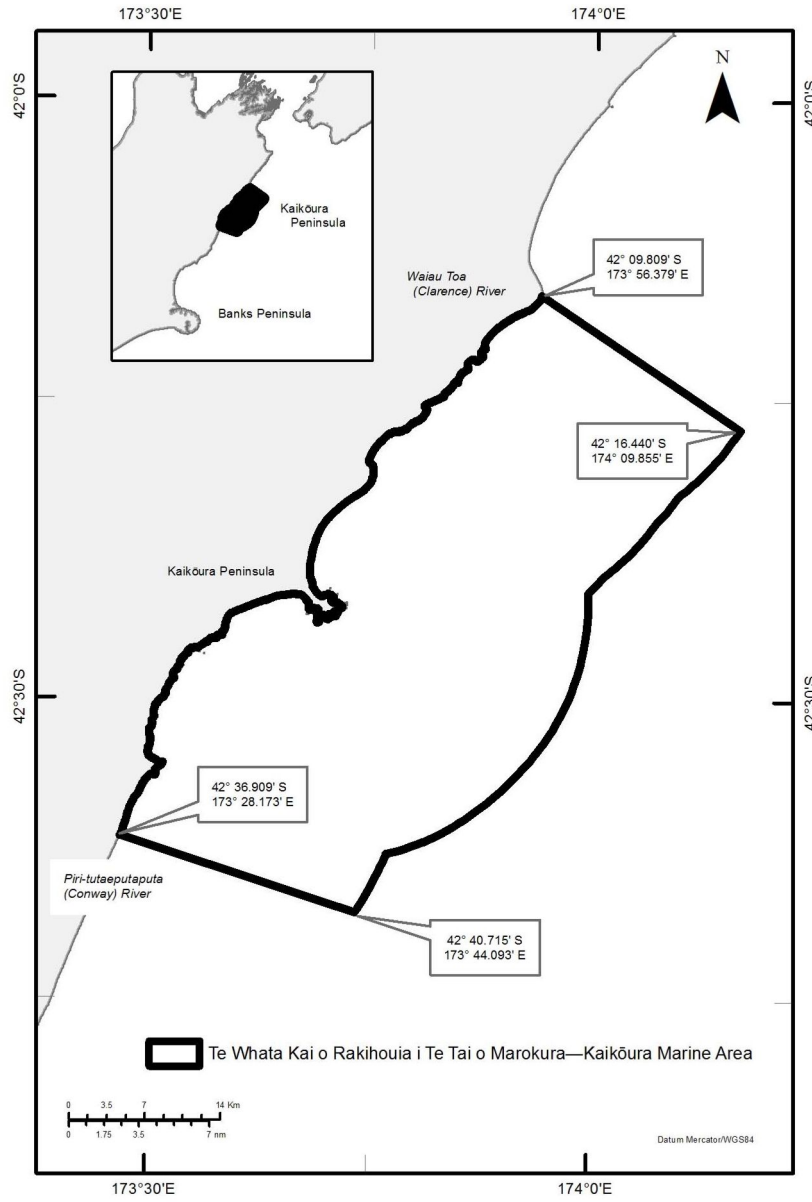 173°30'E
174°0'E
42°0'S
42°0'S
N
Kaikōura
Peninsula
Banks Peninsula
Waiau Toa
(Clarence) River
42° 09.809' S
173° 56.379' E
42° 16.440' S
174° 09.855' E
Kaikōura Peninsula
42°30'S
42°30'S
42° 36.909' S
173° 28.173' E
Piri-tutaeputaputa
(Conway) River
42° 40.715' S
173° 44.093' E
Te Whata Kai o Rakihouia i Te Tai o Marokura—Kaikōura Marine Area
0 3.5 7 14 Km
0 1.75 3.5 7 nm
Datum Mercator/WGS84
173°30'E
174°0'E